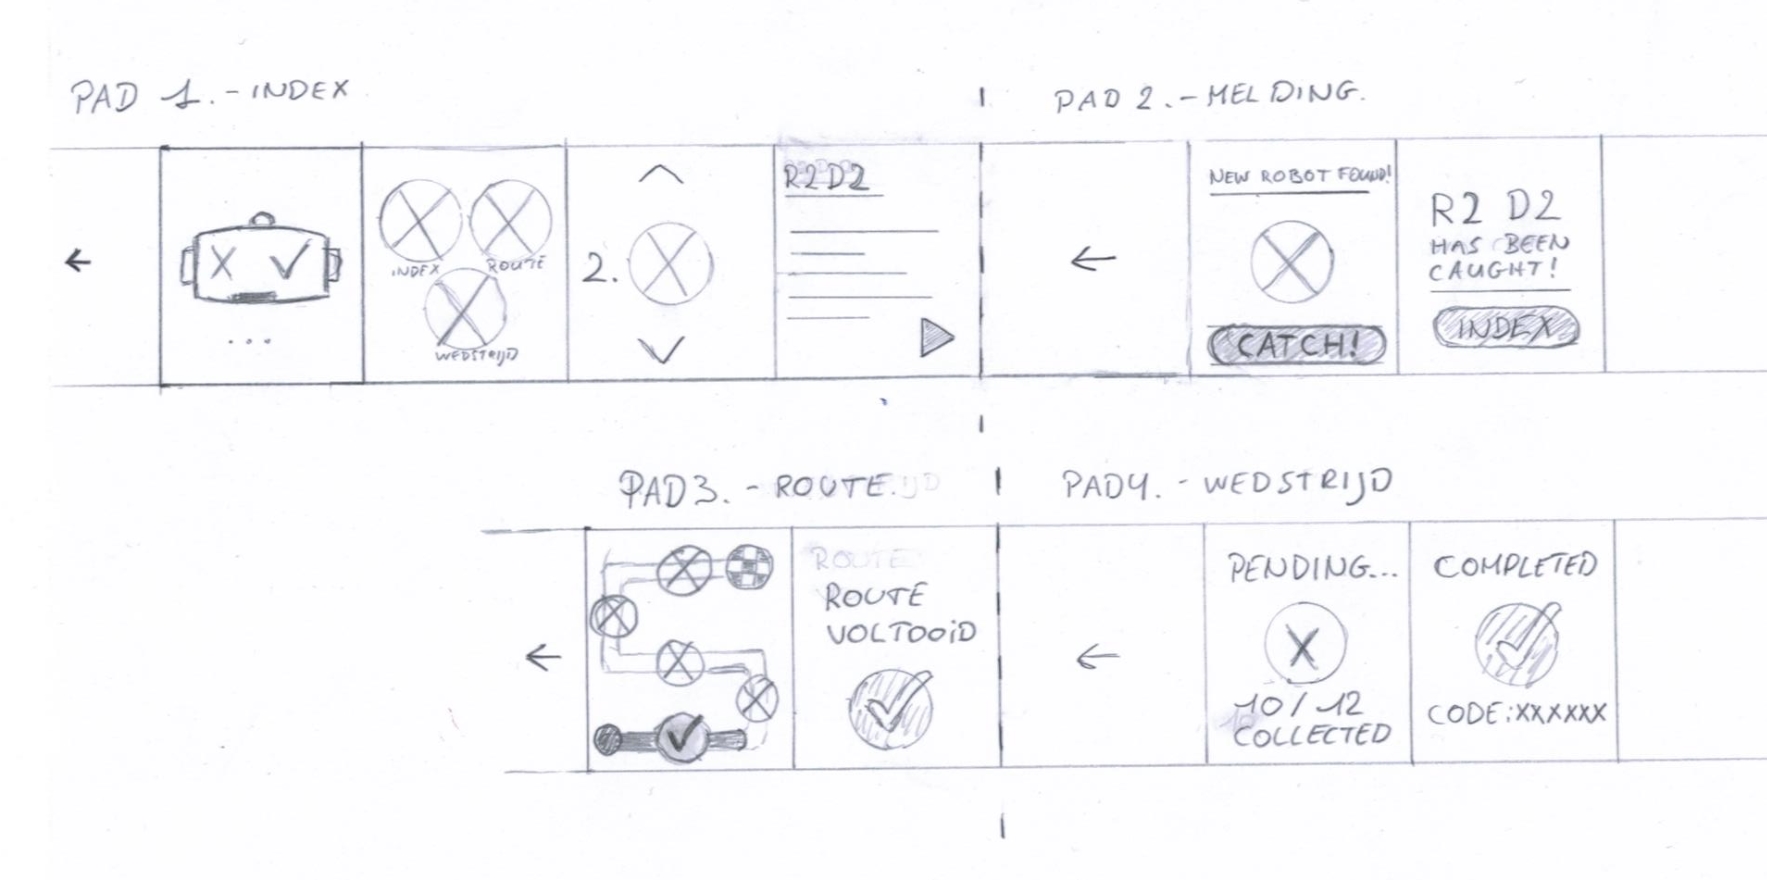 PAD 1.-INDEX
PAD 2.-MELDING.
INDEX
ROUTE
WEDSTRIJD
2.
R2D2
NEW ROBOT FOUND!
CATCH!
R2 D2
HAS BEEN
CAUGHT!
INDEX
PAD3. - ROUTE.
PAD4. - WEDSTRIJD
ROUTE
ROUTE
VOLTOOiD
PENDING...
10/12
COLLECTED
COMPLETED
CODE:XXXXXX